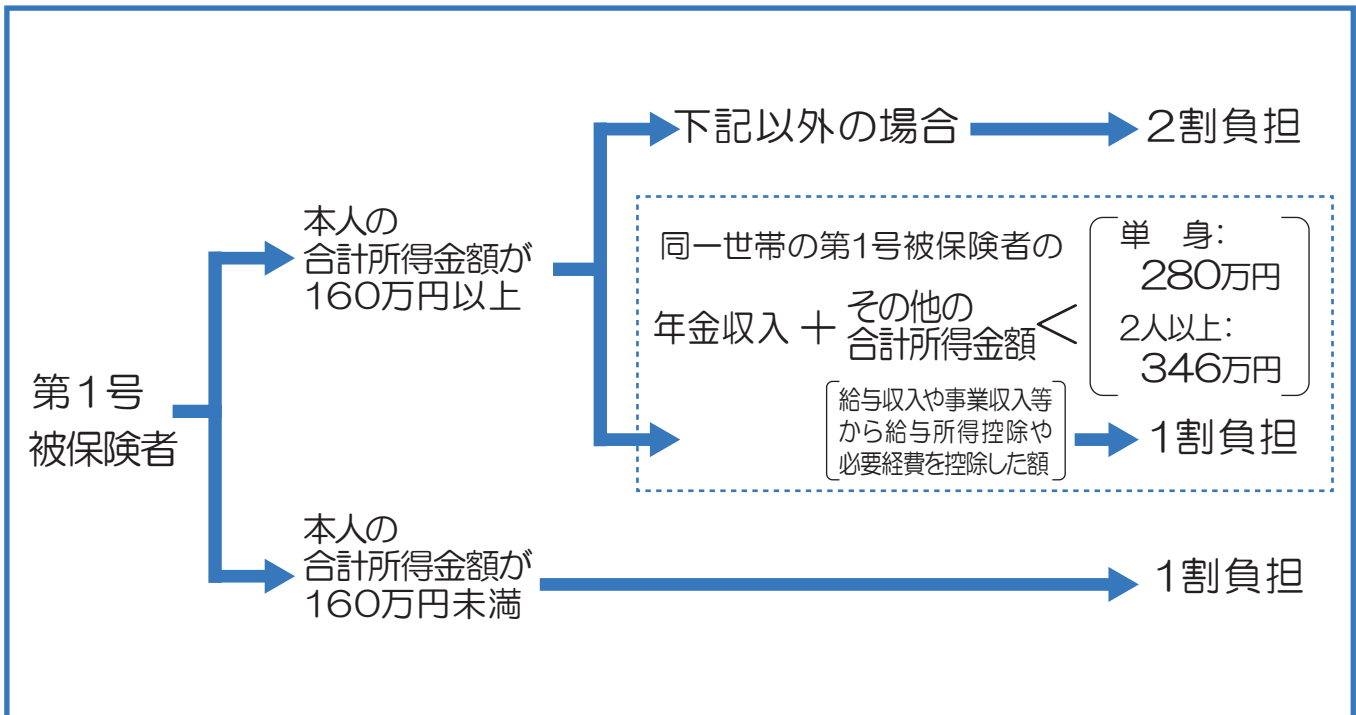 第1号
被保険者
本人の
合計所得金額が
160万円以上
下記以外の場合
2割負担
同一世帯の第1号被保険者の
年金収入＋その他の
合計所得金額＜
単　身：
280万円
2人以上：
346万円
給与収入や事業収入等
から給与所得控除や
必要経費を控除した額
1割負担
本人の
合計所得金額が
160万円未満
1割負担